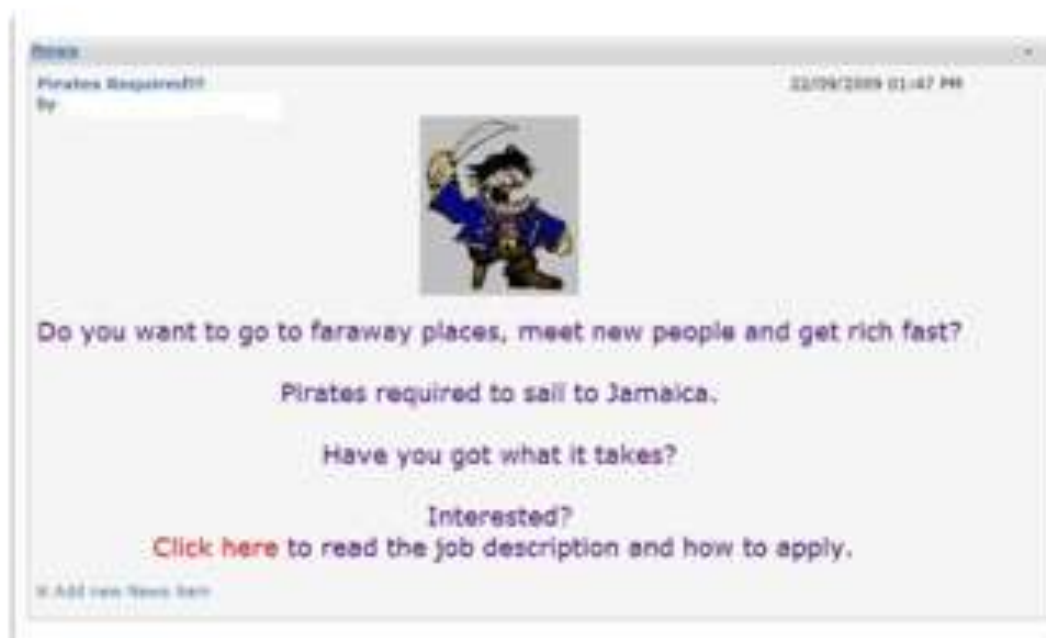 News
Pirates Required!!!
22/09/2009 01:47 PM
By
Do you want to go to faraway places, meet new people and get rich fast?
Pirates required to sail to Jamaica.
Have you got what it takes?
Interested?
Click here to read the job description and how to apply.
Add new News item